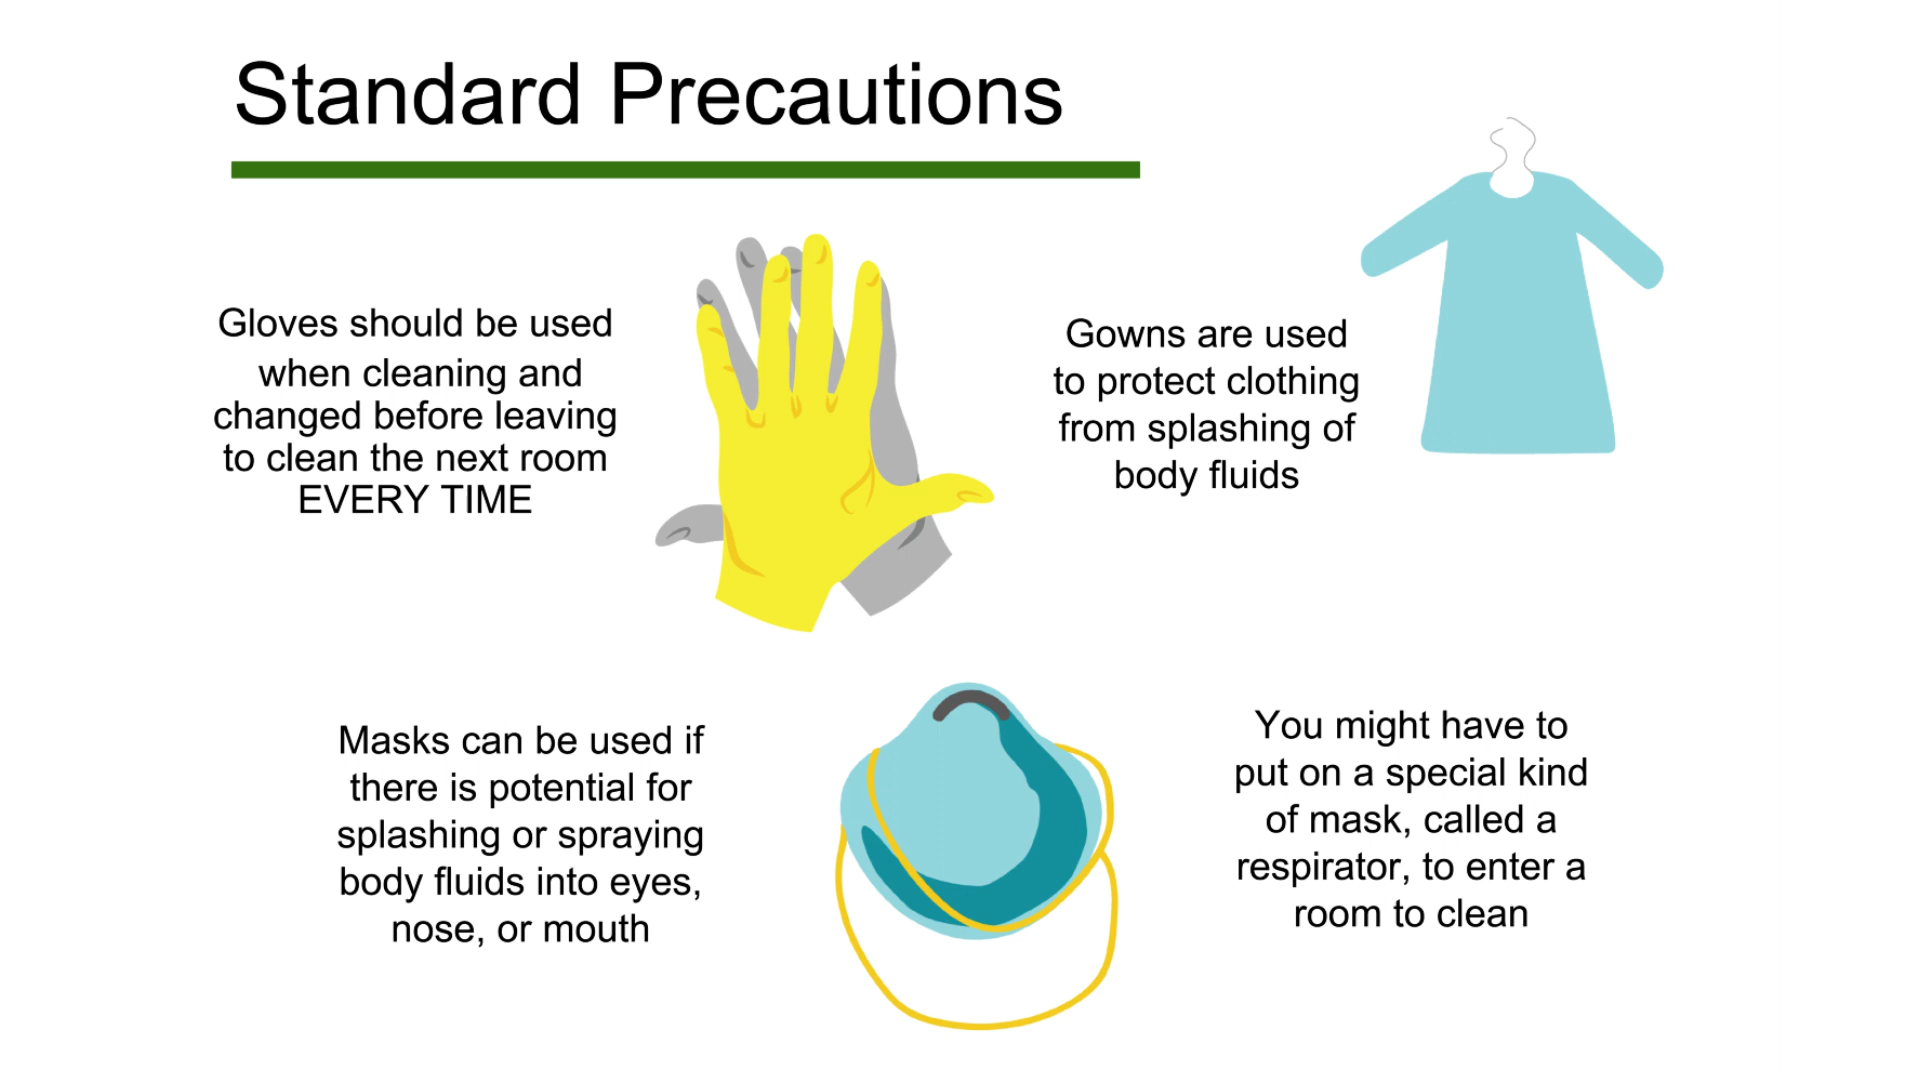 Standard Precautions
Gloves should be used
when cleaning and
changed before leaving
to clean the next room
EVERY TIME
Gowns are used
to protect clothing
from splashing of
body fluids
Masks can be used if
there is potential for
splashing or spraying
body fluids into eyes,
nose, or mouth
You might have to
put on a special kind
of mask, called a
respirator, to enter a
room to clean